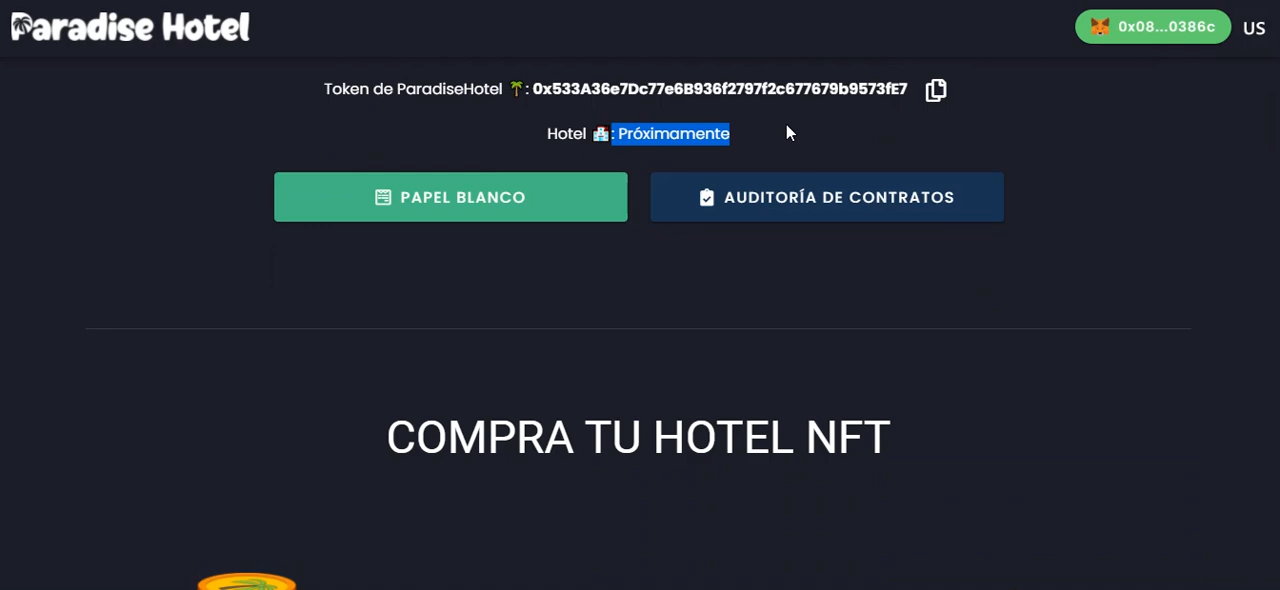 Paradise Hotel
0x08...0386c
US
Token de ParadiseHotel 🌴: 0x533A36e7Dc77e6B936f2797f2c677679b9573fE7
Hotel 🏩: Próximamente
PAPEL BLANCO
AUDITORÍA DE CONTRATOS
COMPRA TU HOTEL NFT